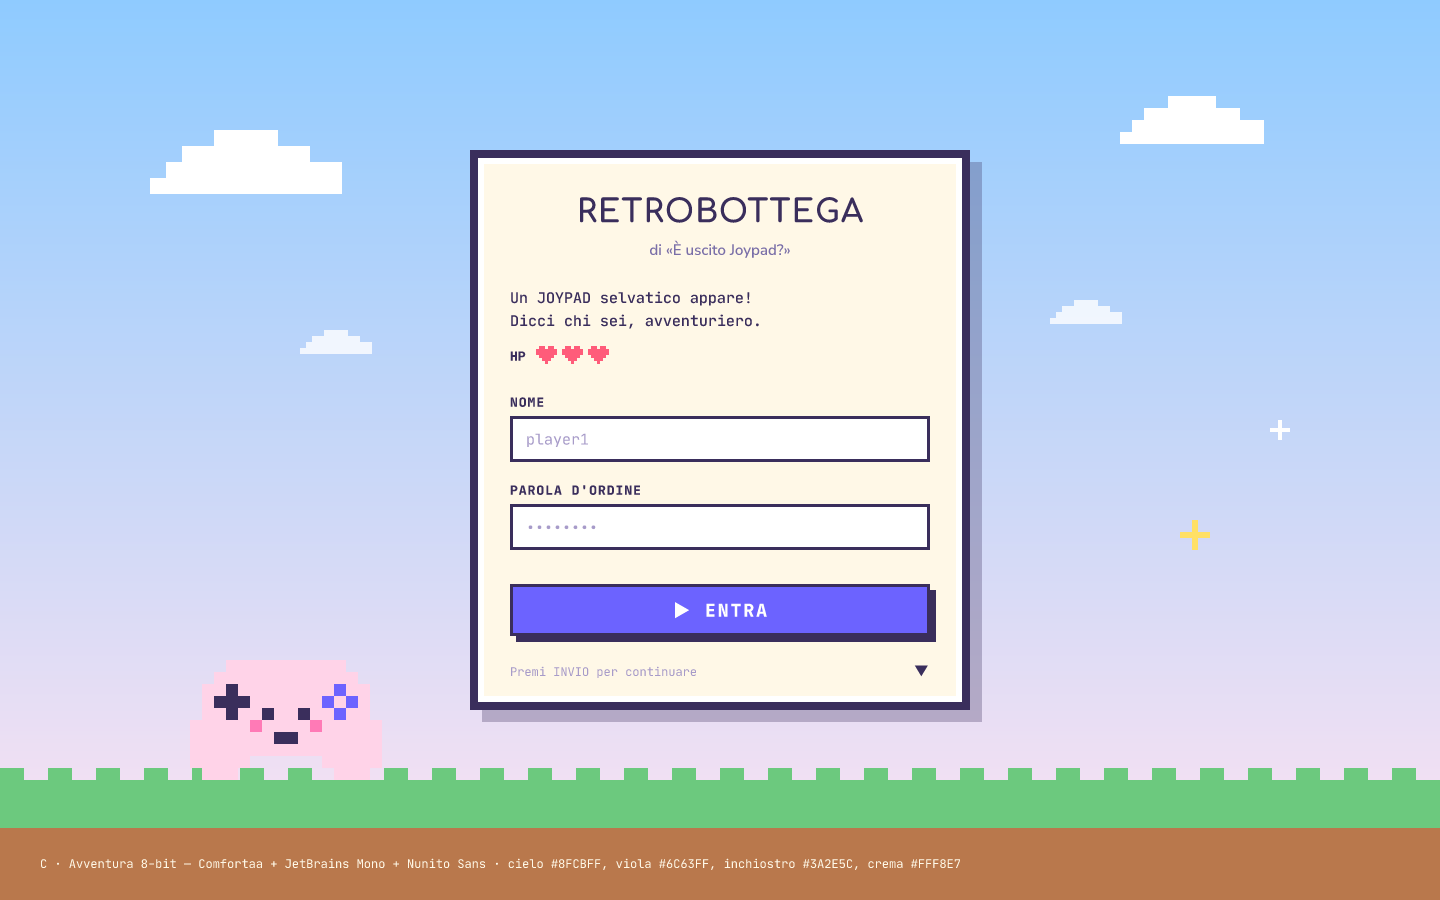 RETROBOTTEGA
di «È uscito Joypad?»
Un JOYPAD selvatico appare!
Dicci chi sei, avventuriero.
HP
NOME
player1
PAROLA D'ORDINE
••••••••
▶ ENTRA
Premi INVIO per continuare ▼
C · Avventura 8-bit — Comfortaa + JetBrains Mono + Nunito Sans · cielo #8FCBFF, viola #6C63FF, inchiostro #3A2E5C, crema #FFF8E7